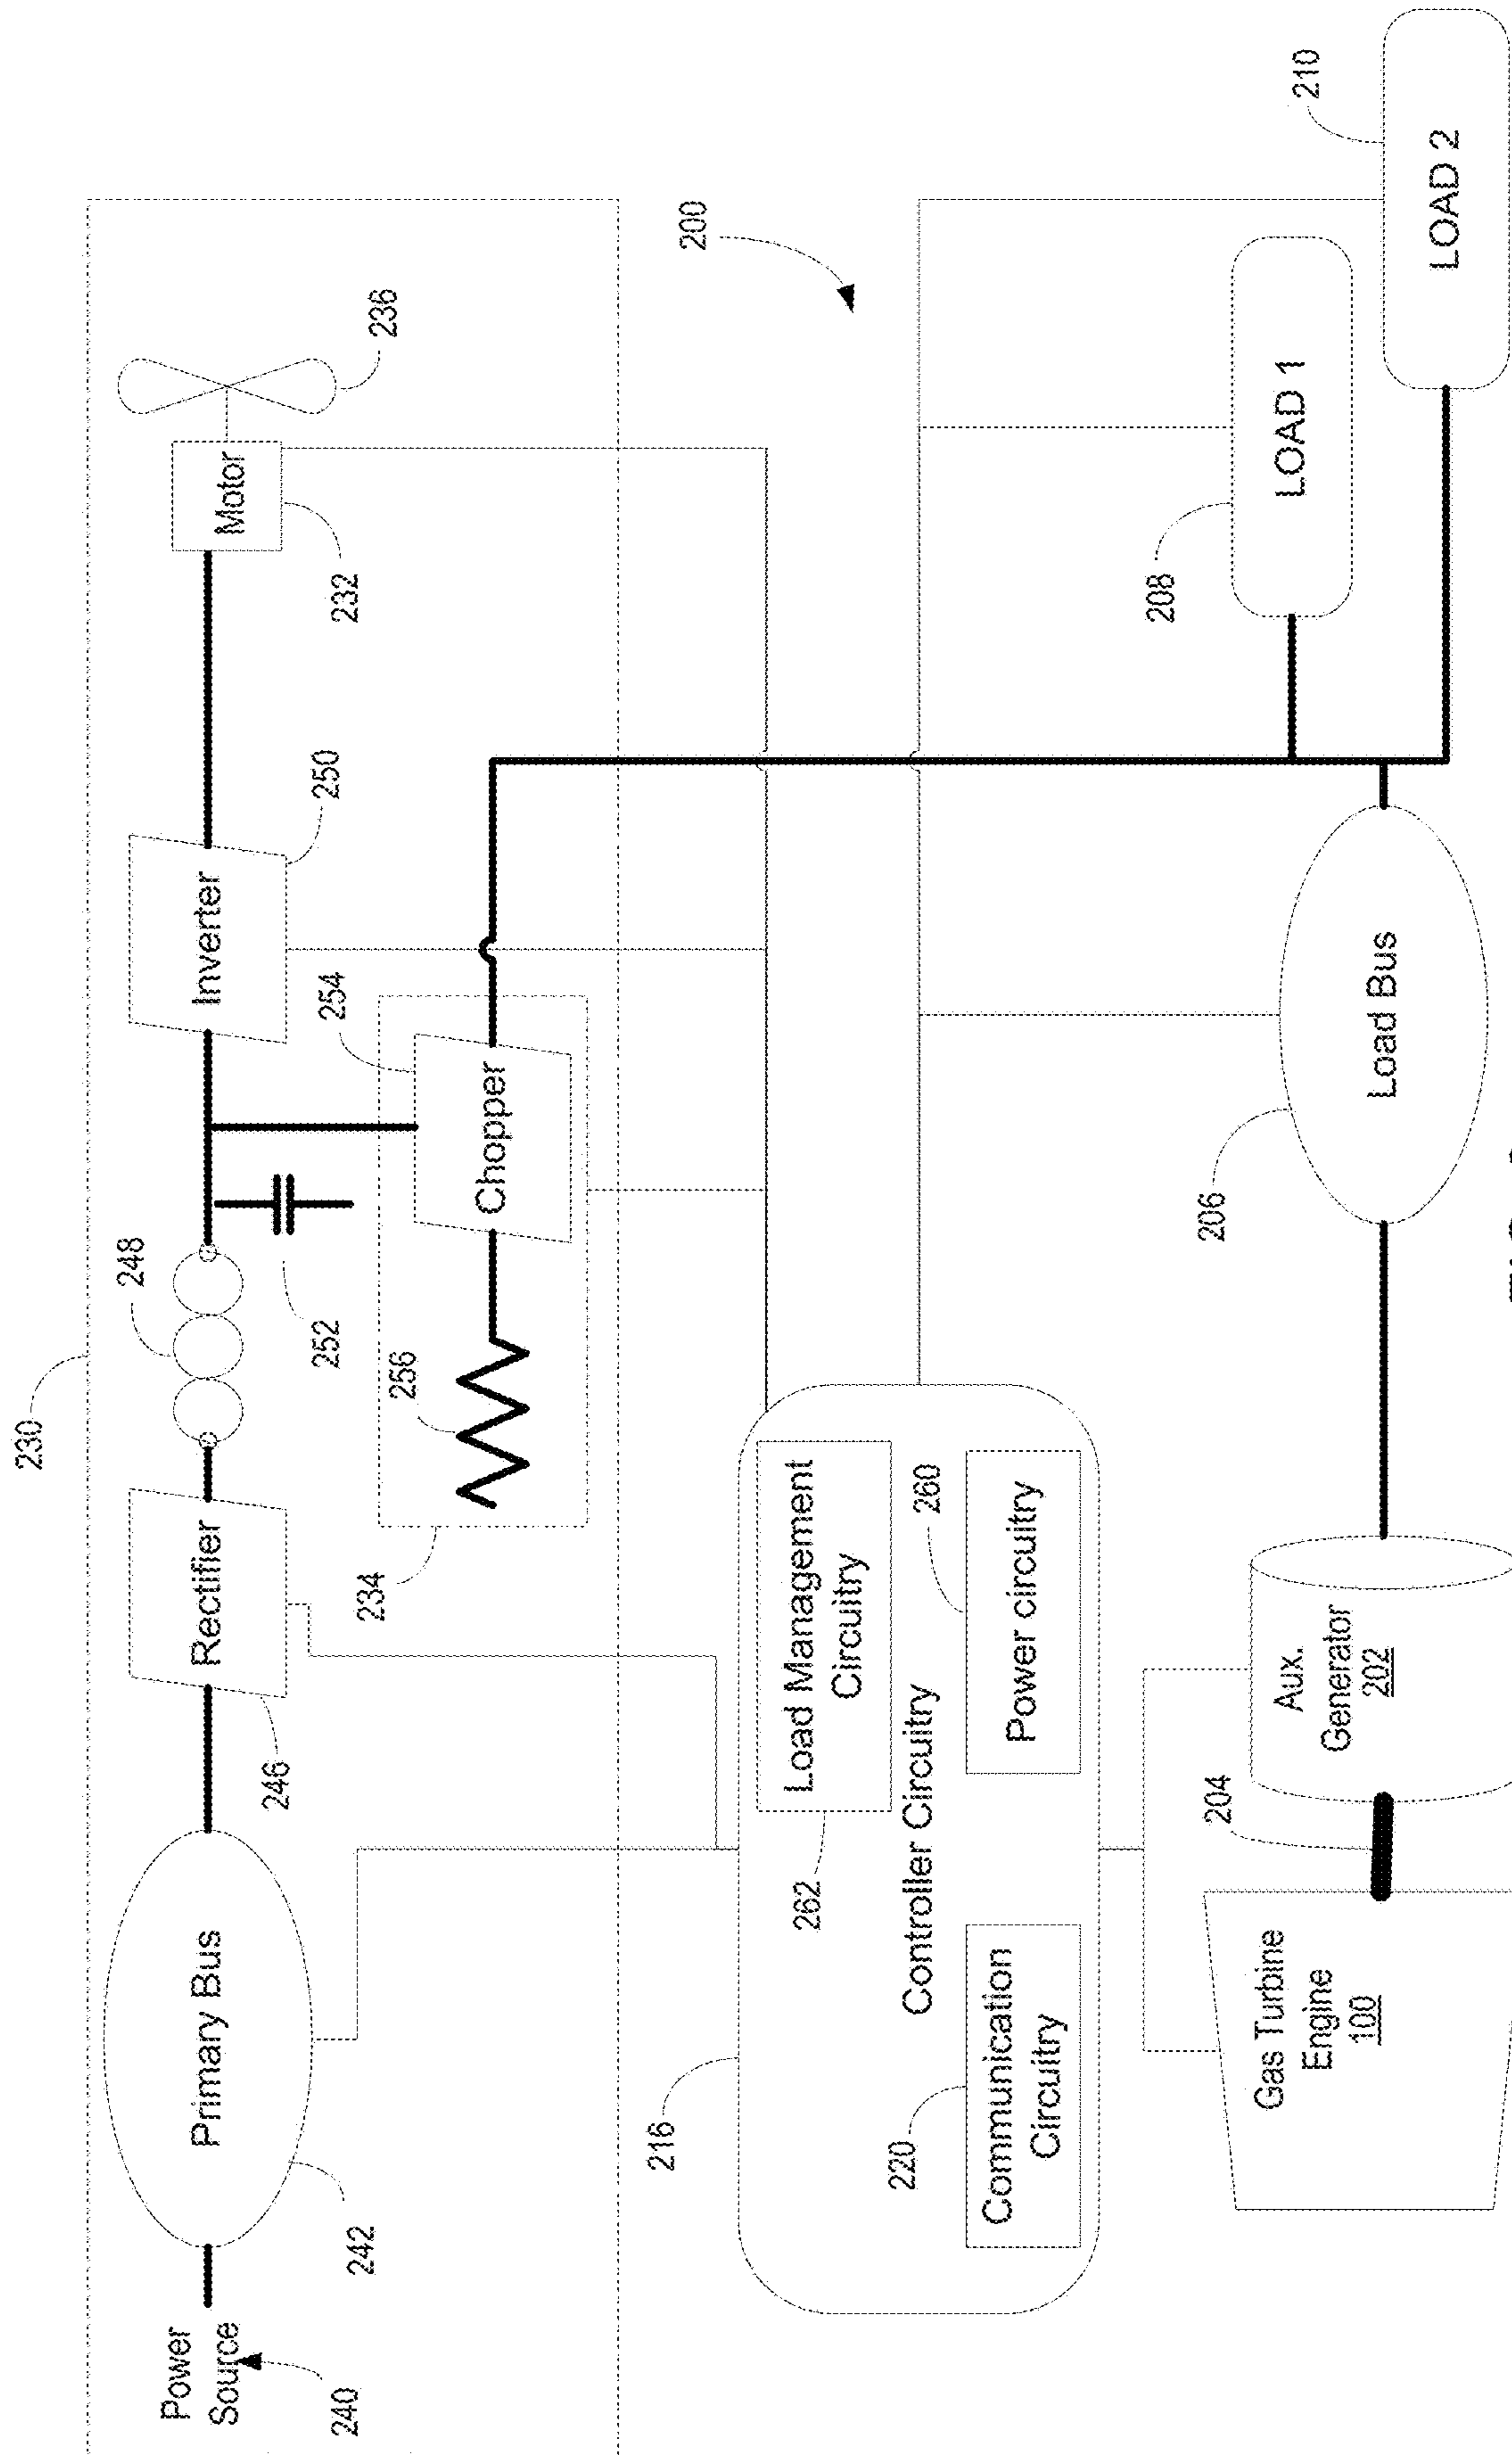 230
Power
Source
240
Primary Bus
242
Rectifier
246
248
252
Inverter
250
Motor
232
236
Chopper
254
256
234
200
216
Load Management
Circuitry
262
Controller Circuitry
Power circuitry
260
Communication
Circuitry
220
Gas Turbine
Engine
100
204
Aux.
Generator
202
Load Bus
206
LOAD 1
208
LOAD 2
210